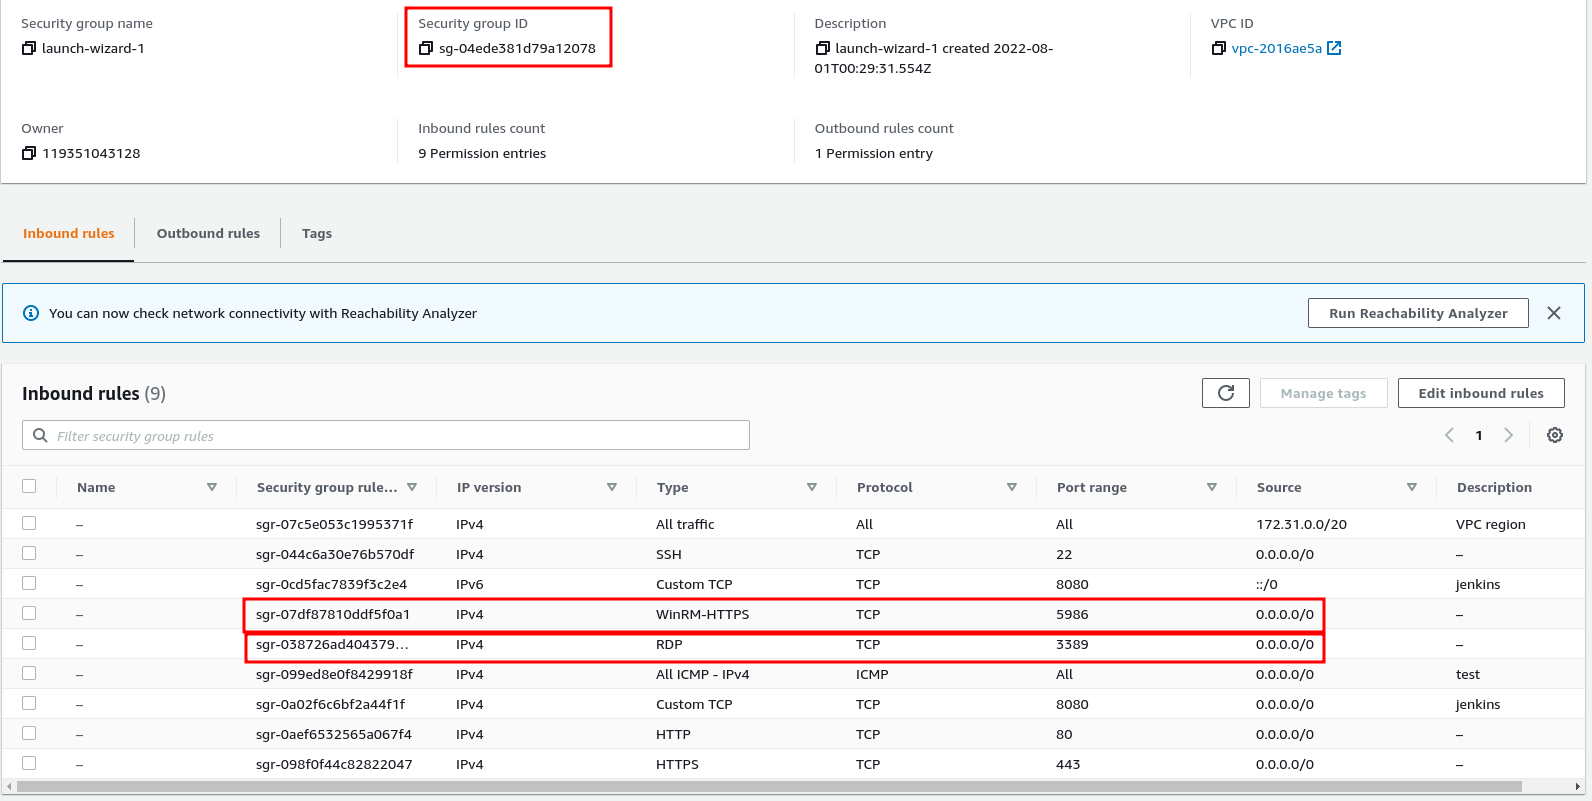 Security group name
launch-wizard-1
Security group ID
sg-04ede381d79a12078
Description
launch-wizard-1 created 2022-08-
01T00:29:31.554Z
VPC ID
vpc-2016ae5a
Owner
119351043128
Inbound rules count
9 Permission entries
Outbound rules count
1 Permission entry
Inbound rules Outbound rules Tags
You can now check network connectivity with Reachability Analyzer Run Reachability Analyzer
Inbound rules (9) Manage tags Edit inbound rules
Filter security group rules 1
Name Security group rule... IP version Type Protocol Port range Source Description
– sgr-07c5e053c1995371f IPv4 All traffic All All 172.31.0.0/20 VPC region
– sgr-044c6a30e76b570df IPv4 SSH TCP 22 0.0.0.0/0 –
– sgr-0cd5fac7839f3c2e4 IPv6 Custom TCP TCP 8080 ::/0 jenkins
– sgr-07df87810ddf5f0a1 IPv4 WinRM-HTTPS TCP 5986 0.0.0.0/0 –
– sgr-038726ad404379... IPv4 RDP TCP 3389 0.0.0.0/0 –
– sgr-099ed8e0f8429918f IPv4 All ICMP - IPv4 ICMP All 0.0.0.0/0 test
– sgr-0a02f6c6bf2a44f1f IPv4 Custom TCP TCP 8080 0.0.0.0/0 jenkins
– sgr-0aef6532565a067f4 IPv4 HTTP TCP 80 0.0.0.0/0 –
– sgr-098f0f44c82822047 IPv4 HTTPS TCP 443 0.0.0.0/0 –